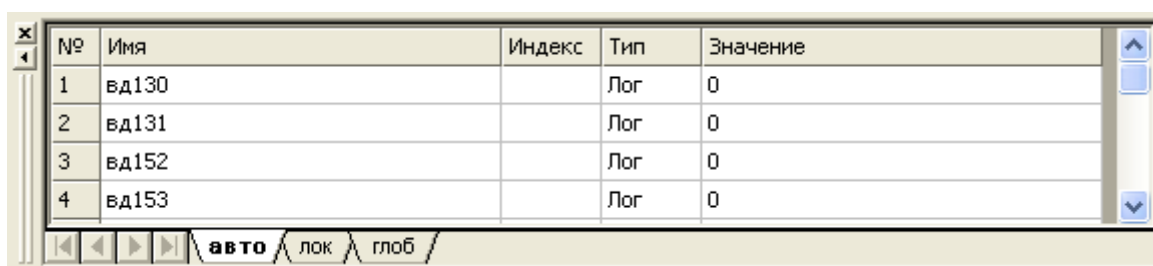 № Имя Индекс Тип Значение
1 вд130 Лог 0
2 вд131 Лог 0
3 вд152 Лог 0
4 вд153 Лог 0
авто лок глоб